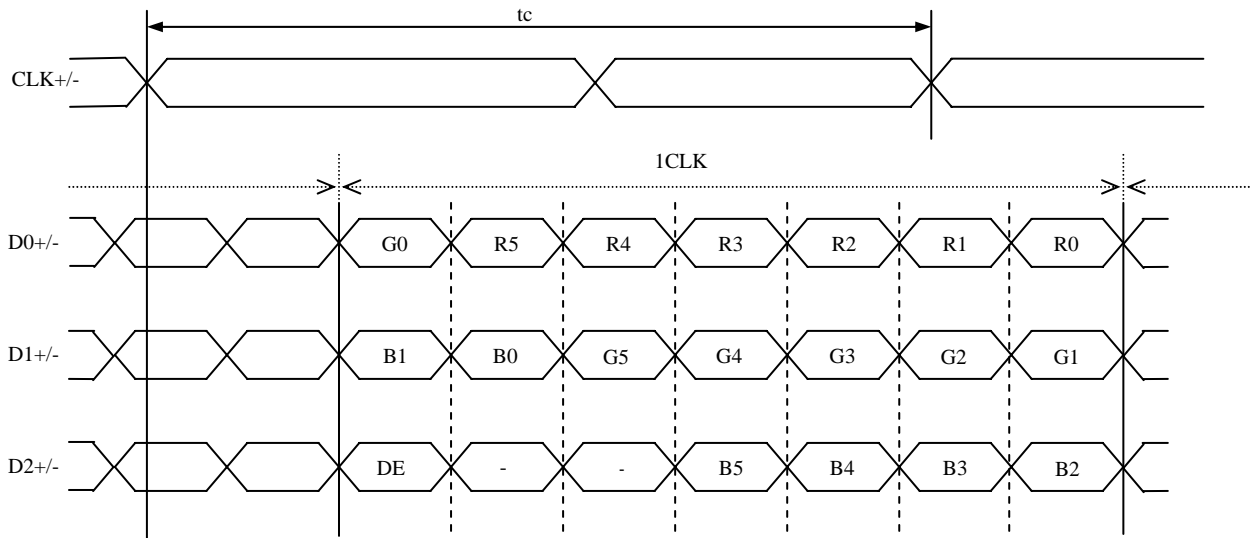 tc
CLK+/-
1CLK
D0+/- G0 R5 R4 R3 R2 R1 R0
D1+/- B1 B0 G5 G4 G3 G2 G1
D2+/- DE - - B5 B4 B3 B2